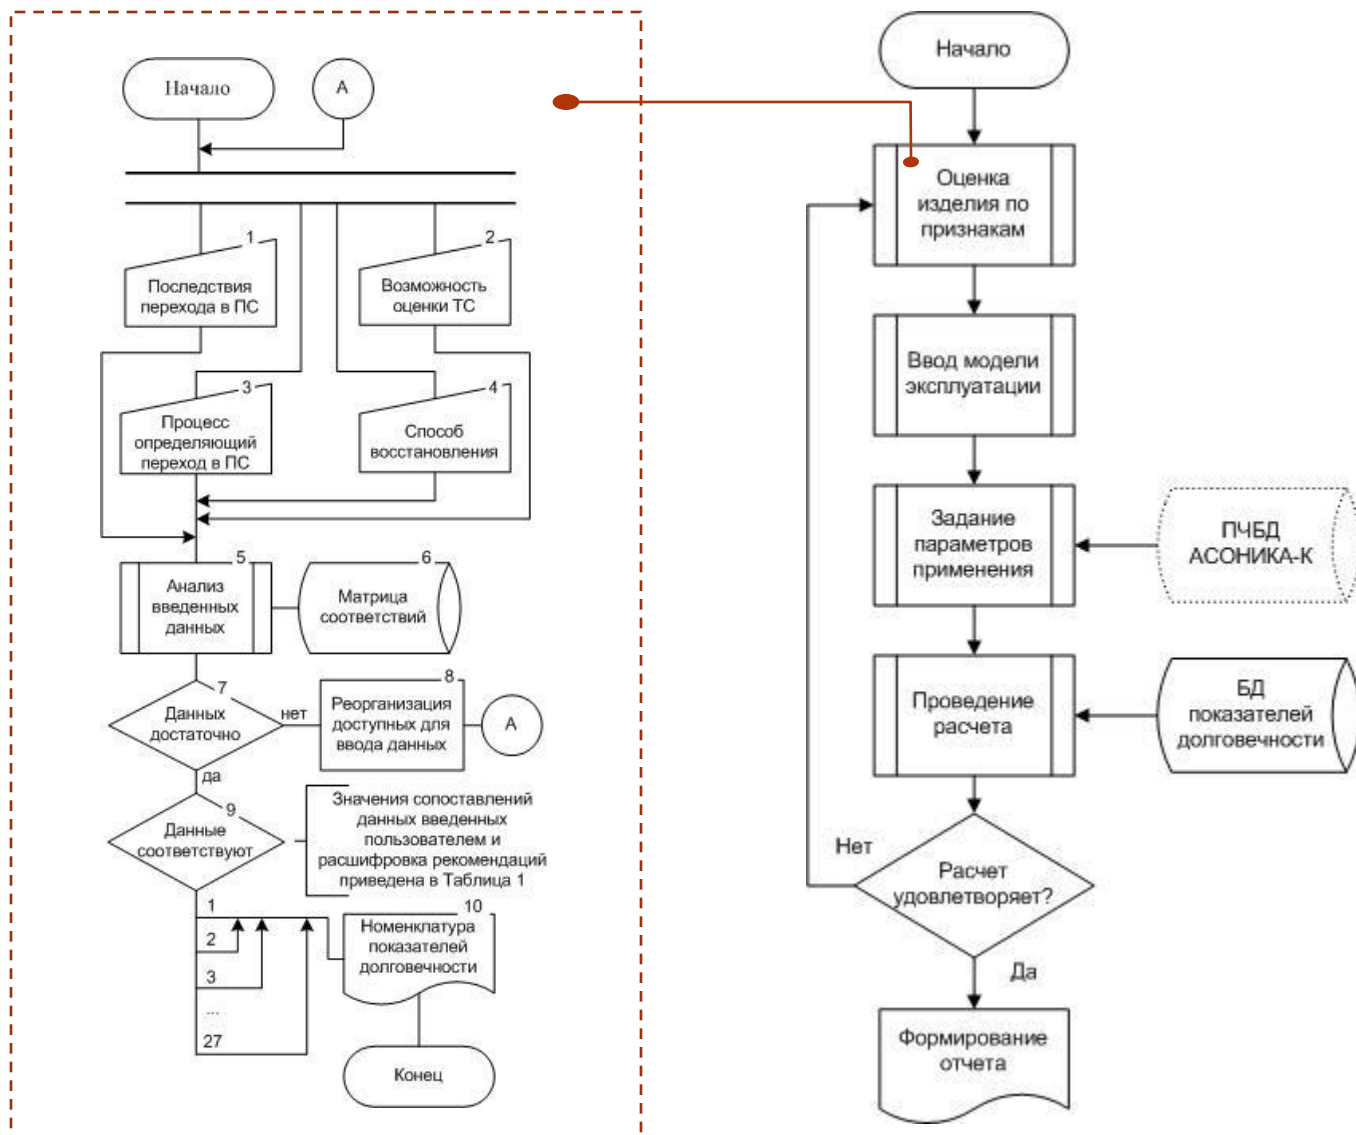 Начало
А
1
Последствия
перехода в ПС
2
Возможность
оценки ТС
3
Процесс
определяющий
переход в ПС
4
Способ
восстановления
5
Анализ
введенных
данных
6
Матрица
соответствий
7
Данных
достаточно
нет
8
Реорганизация
доступных для
ввода данных
А
да
9
Данные
соответствуют
Значения сопоставлений
данных введенных
пользователем и
расшифровка рекомендаций
приведена в Таблица 1
1
2
3
...
27
10
Номенклатура
показателей
долговечности
Конец
Начало
Оценка
изделия по
признакам
Ввод модели
эксплуатации
Задание
параметров
применения
ПЧБД
АСОНИКА-К
Проведение
расчета
БД
показателей
долговечности
Нет
Расчет
удовлетворяет?
Да
Формирование
отчета